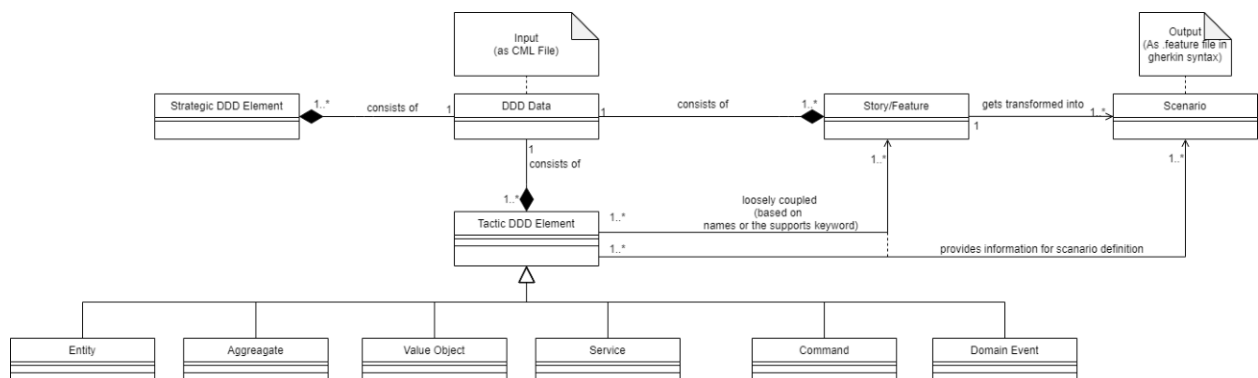 Input
(as CML File)
Output
(As .feature file in
gherkin syntax)
Strategic DDD Element
1..*
consists of
1
DDD Data
1
consists of
1..*
Story/Feature
gets transformed into
1
1..*
Scenario
1
consists of
1..*
1..*
1..*
Tactic DDD Element
1..*
loosely coupled
(based on
names or the supports keyword)
1..*
provides information for scanario definition
Entity
Aggreagate
Value Object
Service
Command
Domain Event